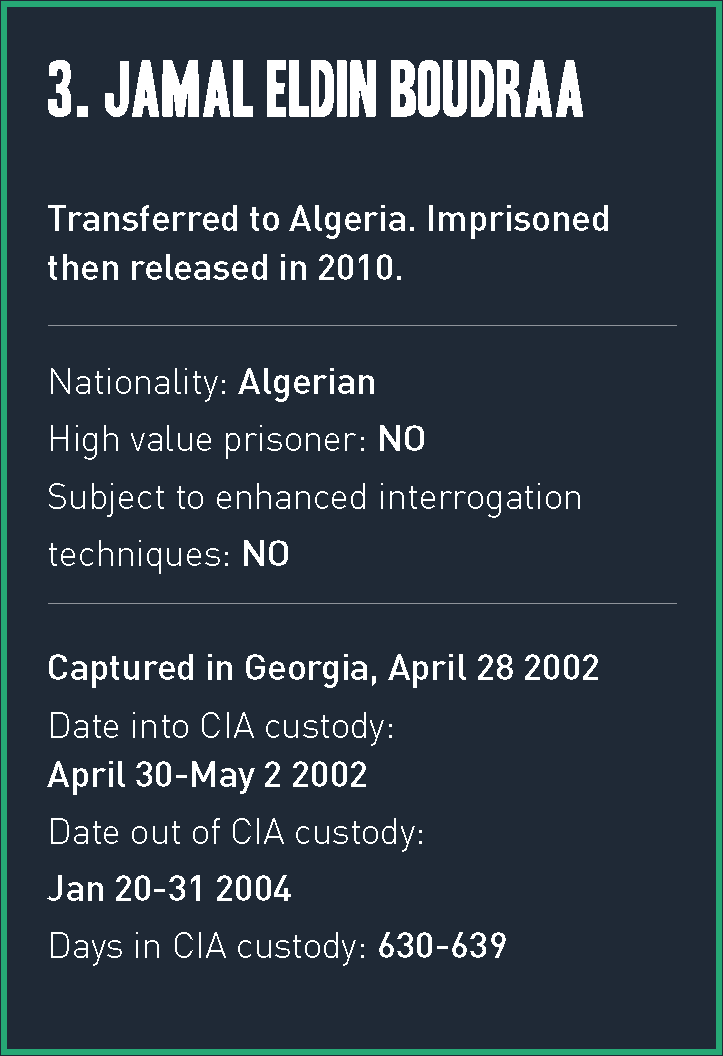 3. JAMAL ELDIN BOUDRAA
Transferred to Algeria. Imprisoned
then released in 2010.
Nationality: Algerian
High value prisoner: NO
Subject to enhanced interrogation
techniques: NO
Captured in Georgia, April 28 2002
Date into CIA custody:
April 30-May 2 2002
Date out of CIA custody:
Jan 20-31 2004
Days in CIA custody: 630-639